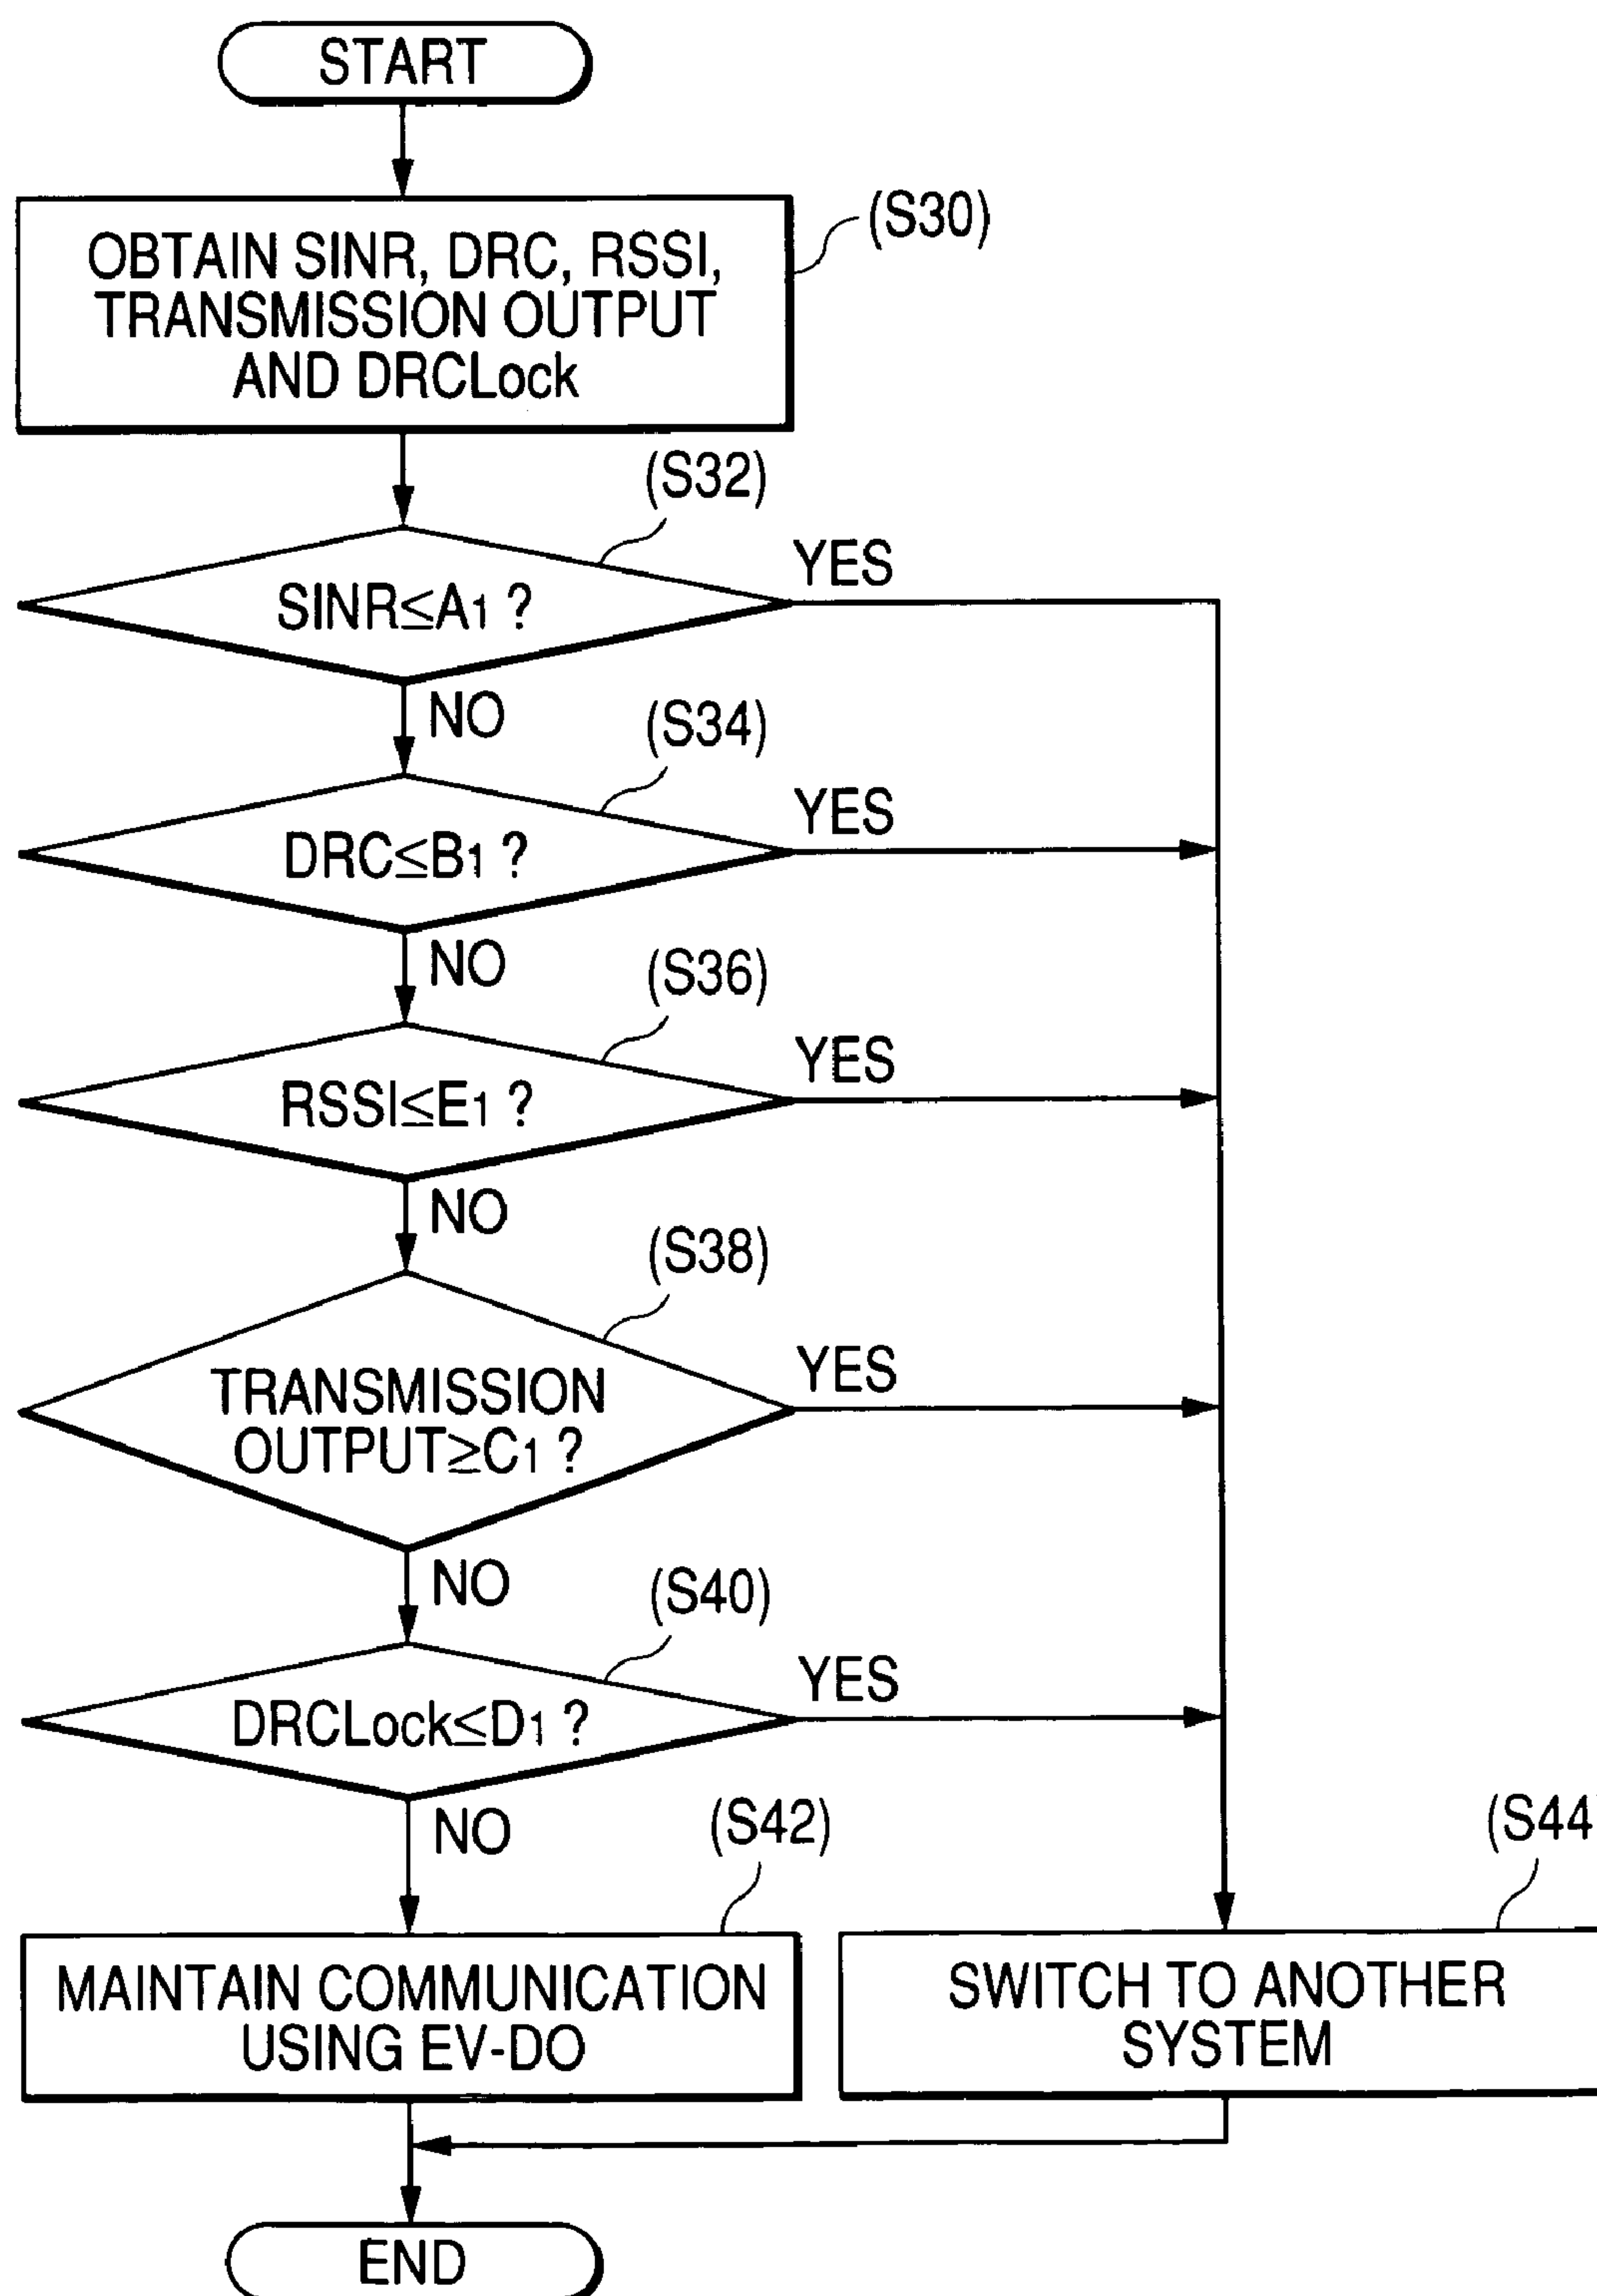 START
(S30)
OBTAIN SINR, DRC, RSSI,
TRANSMISSION OUTPUT
AND DRCLock
(S32)
SINR≤A1 ?
YES
NO
(S34)
DRC≤B1 ?
YES
NO
(S36)
RSSI≤E1 ?
YES
NO
(S38)
TRANSMISSION
OUTPUT≥C1 ?
YES
NO
(S40)
DRCLock≤D1 ?
YES
NO
(S42)
MAINTAIN COMMUNICATION
USING EV-DO
(S44)
SWITCH TO ANOTHER
SYSTEM
END